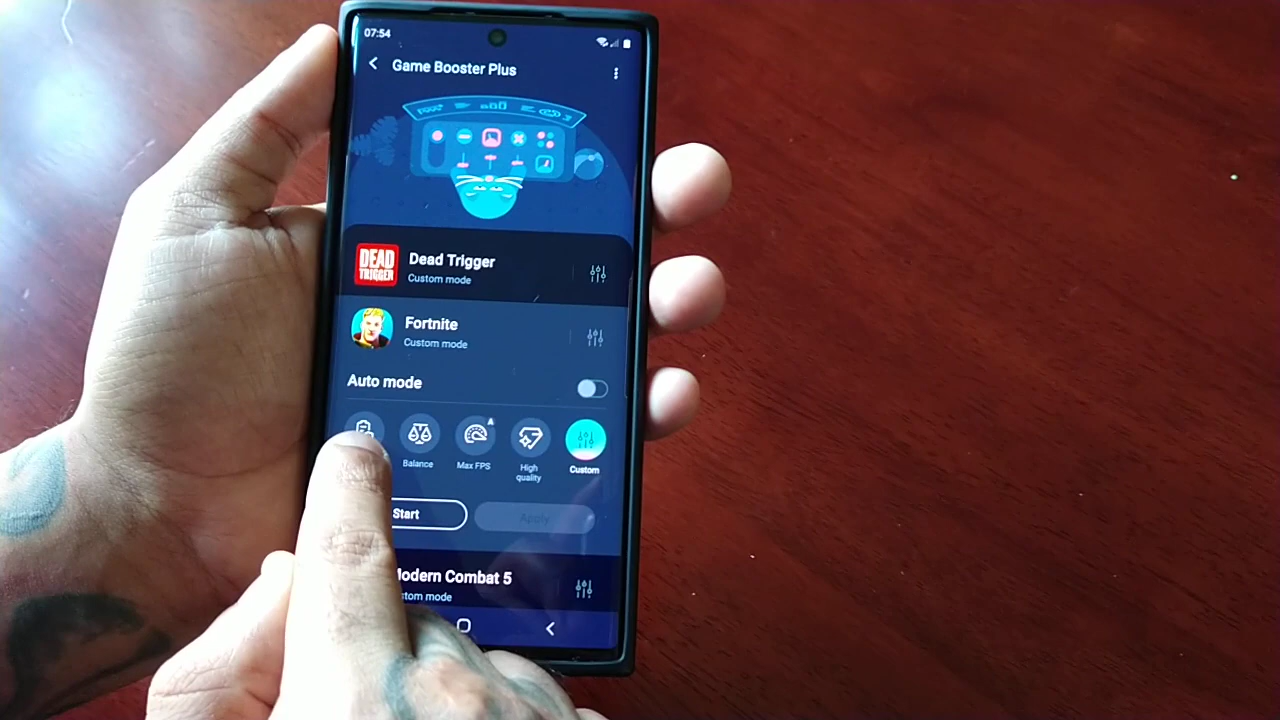 07:54
Game Booster Plus
DEAD
TRIGGER
Dead Trigger
Custom mode
Fortnite
Custom mode
Auto mode
A
Balance
Max FPS
High
quality
Custom
Start
Apply
Modern Combat 5
stom mode